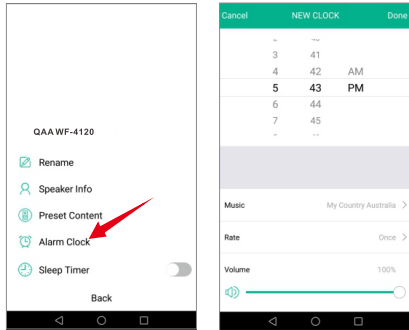 QAA WF-4120
Rename
Speaker Info
Preset Content
Alarm Clock
Sleep Timer
Back
Cancel NEW CLOCK Done
3 41
4 42 AM
5 43 PM
6 44
7 45
Music My Country Australia >
Rate Once >
Volume 100%